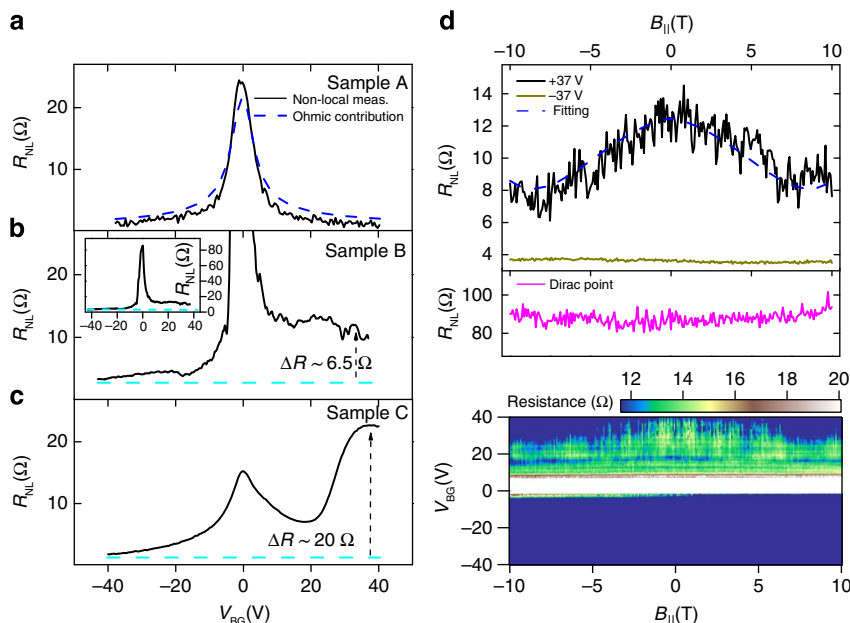 a
Sample A
Non-local meas.
Ohmic contribution
R_NL(Ω)
20
10
−40 0 40
b
Sample B
R_NL(Ω)
20
10
ΔR ~ 6.5 Ω
R_NL(Ω)
80
60
40
20
0
−40 −20 0 20 40
c
Sample C
R_NL(Ω)
20
10
ΔR ~ 20 Ω
−40 −20 0 20 40
V_BG(V)
d
B_||(T)
−10 −5 0 5 10
+37 V
−37 V
Fitting
R_NL(Ω)
14
12
10
8
6
4
Dirac point
R_NL(Ω)
100
80
Resistance (Ω)
12 14 16 18 20
V_BG(V)
40
20
0
−20
−40
−10 −5 0 5 10
B_||(T)